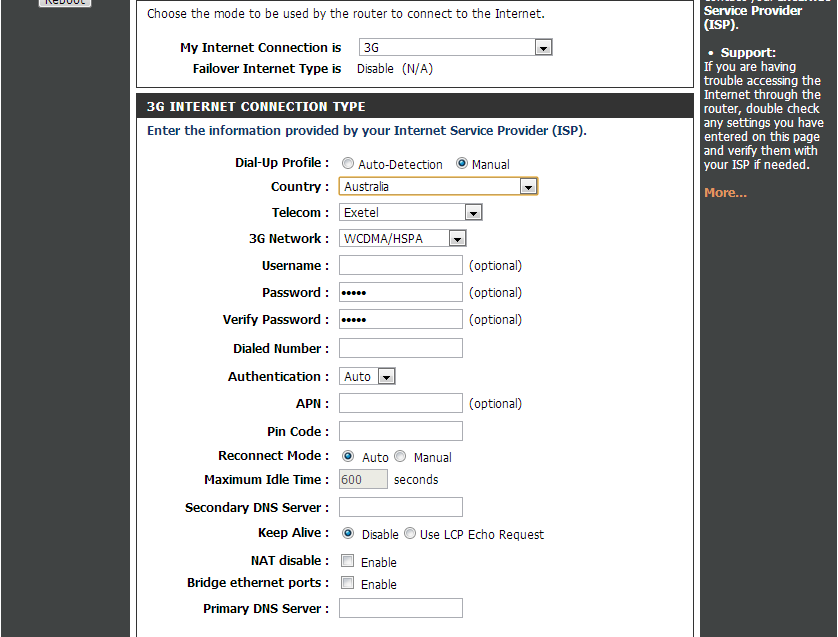 Reboot
Choose the mode to be used by the router to connect to the Internet.
My Internet Connection is 3G
Failover Internet Type is Disable (N/A)
3G INTERNET CONNECTION TYPE
Enter the information provided by your Internet Service Provider (ISP).
Dial-Up Profile : Auto-Detection Manual
Country : Australia
Telecom : Exetel
3G Network : WCDMA/HSPA
Username : (optional)
Password : ••••• (optional)
Verify Password : ••••• (optional)
Dialed Number :
Authentication : Auto
APN : (optional)
Pin Code :
Reconnect Mode : Auto Manual
Maximum Idle Time : 600 seconds
Secondary DNS Server :
Keep Alive : Disable Use LCP Echo Request
NAT disable : Enable
Bridge ethernet ports : Enable
Primary DNS Server :
Service Provider
(ISP).
• Support:
If you are having
trouble accessing the
Internet through the
router, double check
any settings you have
entered on this page
and verify them with
your ISP if needed.
More...